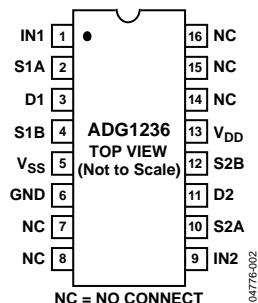 IN1 1 16 NC
S1A 2 15 NC
D1 3 14 NC
S1B 4 ADG1236 13 VDD
VSS 5 TOP VIEW 12 S2B
GND 6 (Not to Scale) 11 D2
NC 7 10 S2A
NC 8 9 IN2
NC = NO CONNECT
04776-002